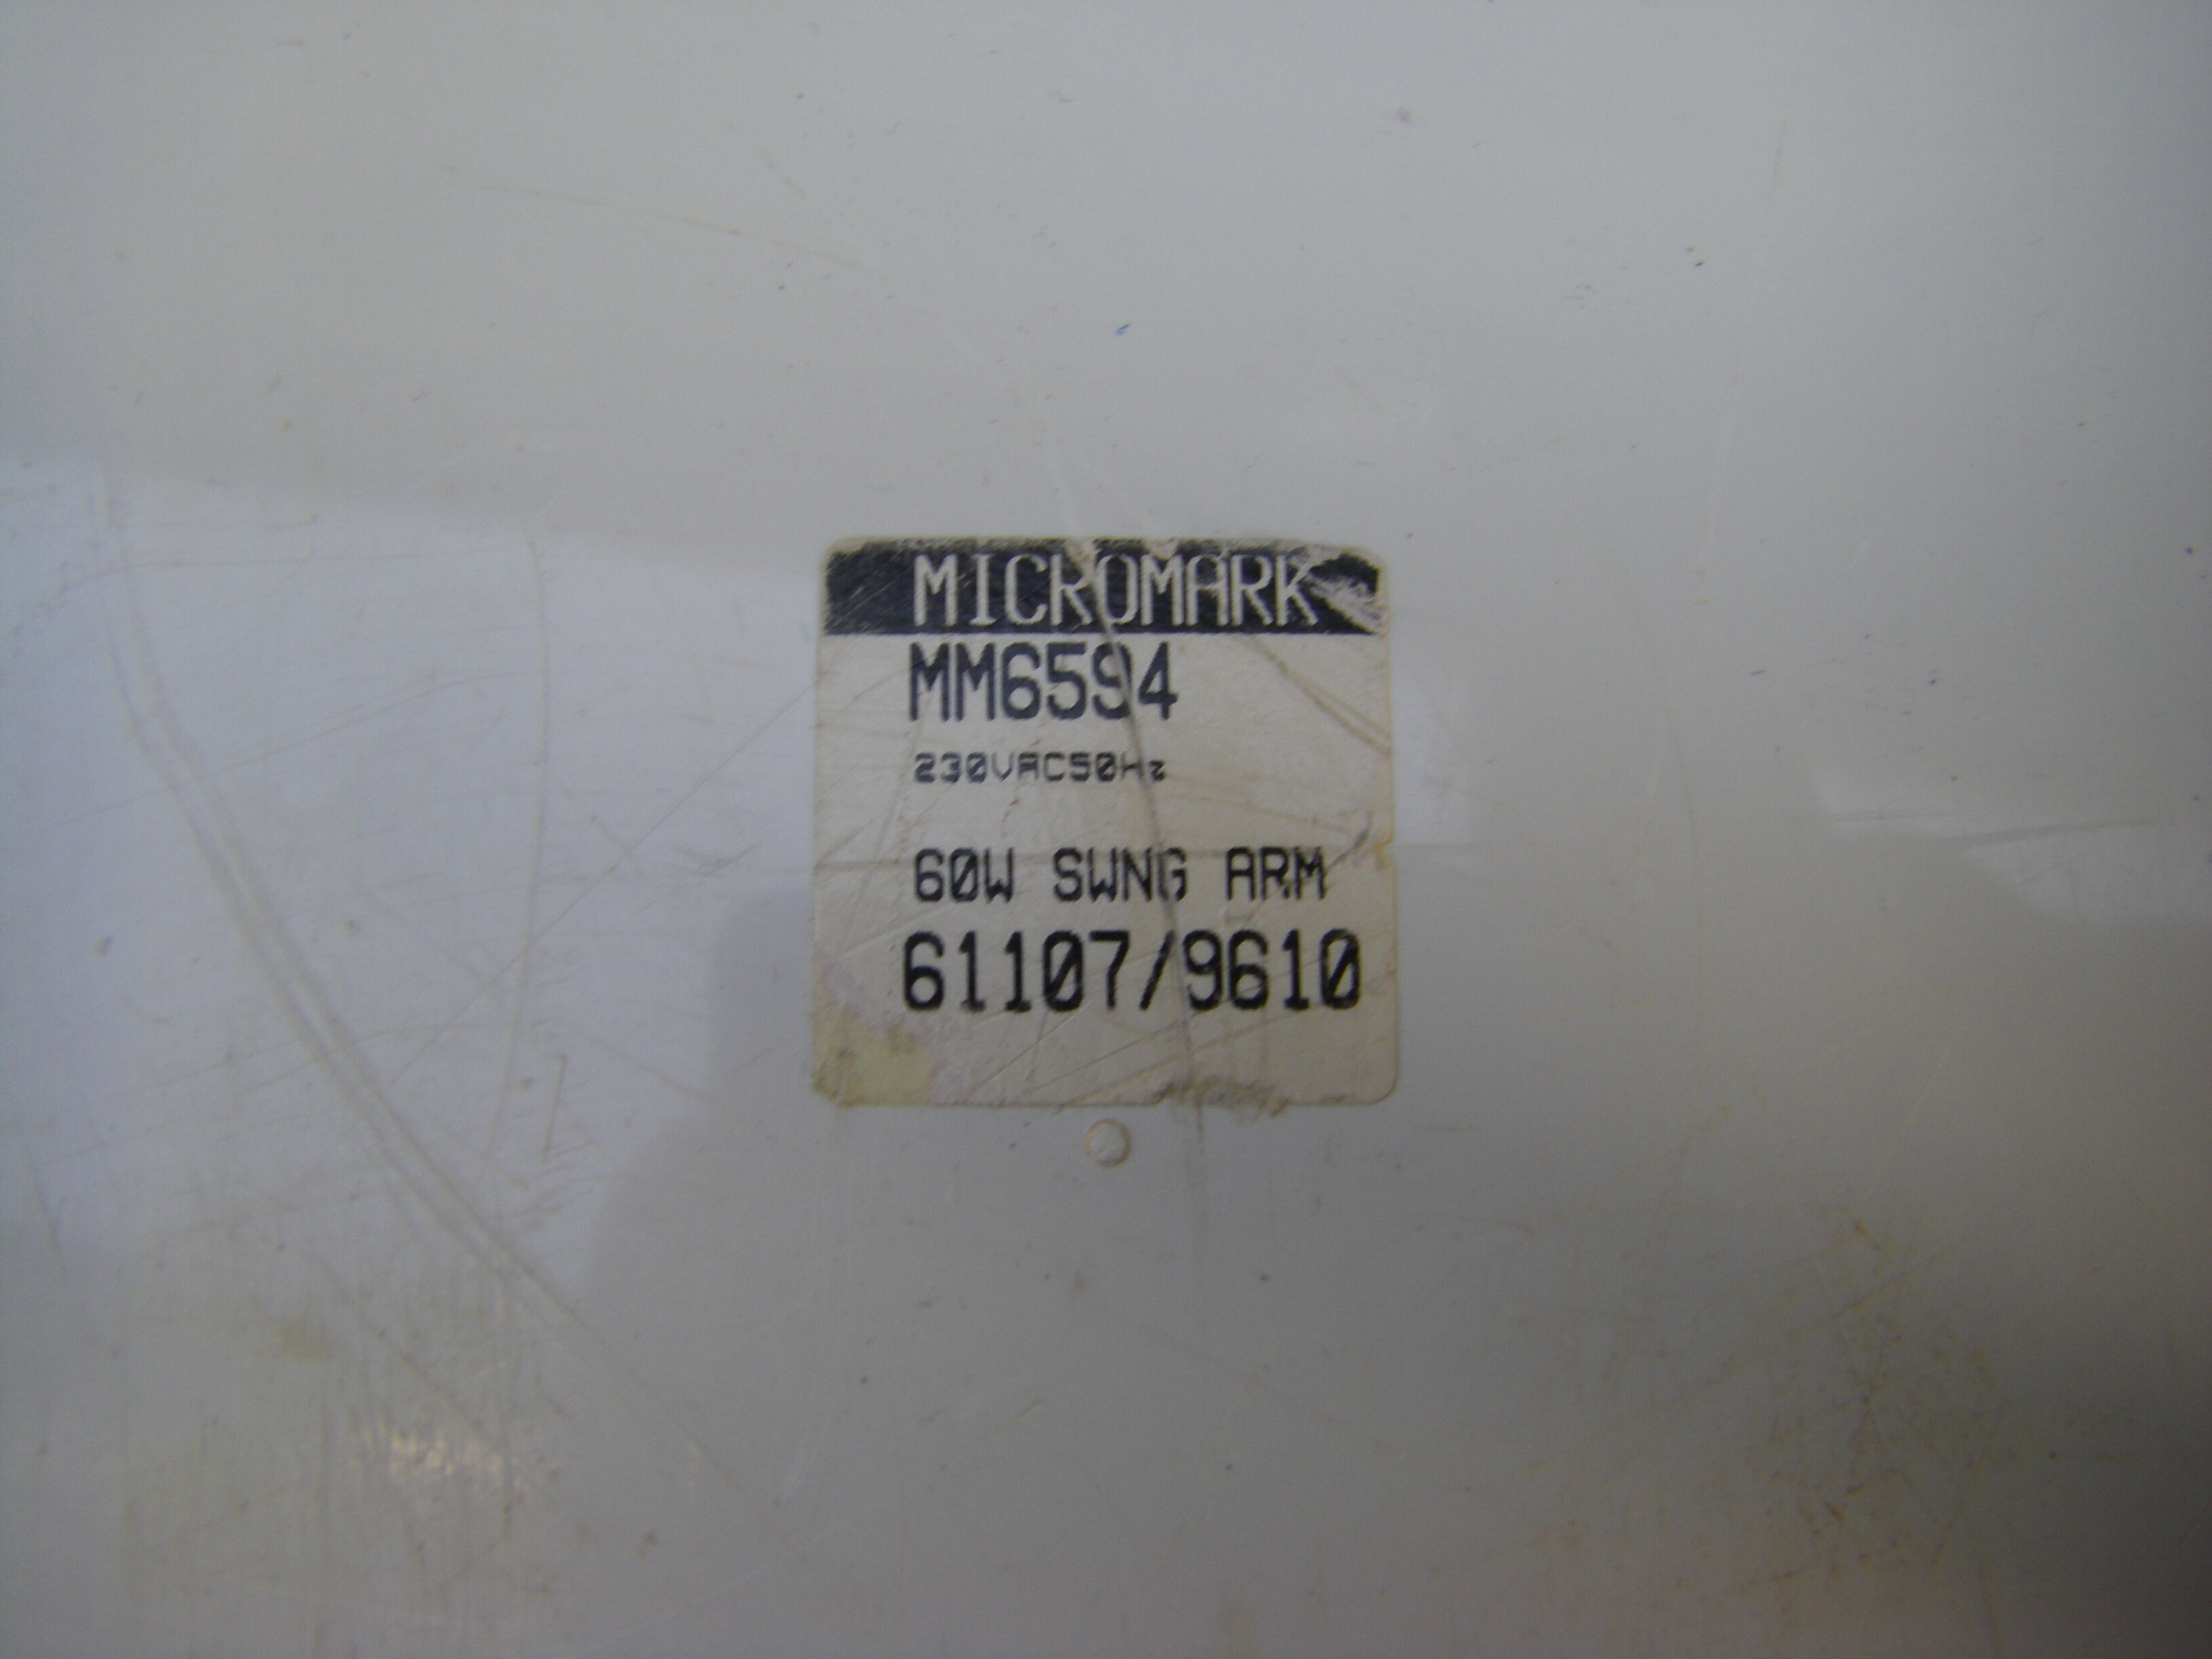 MICROMARK
MM6594
230VAC50Hz
60W SWNG ARM
61107/9610